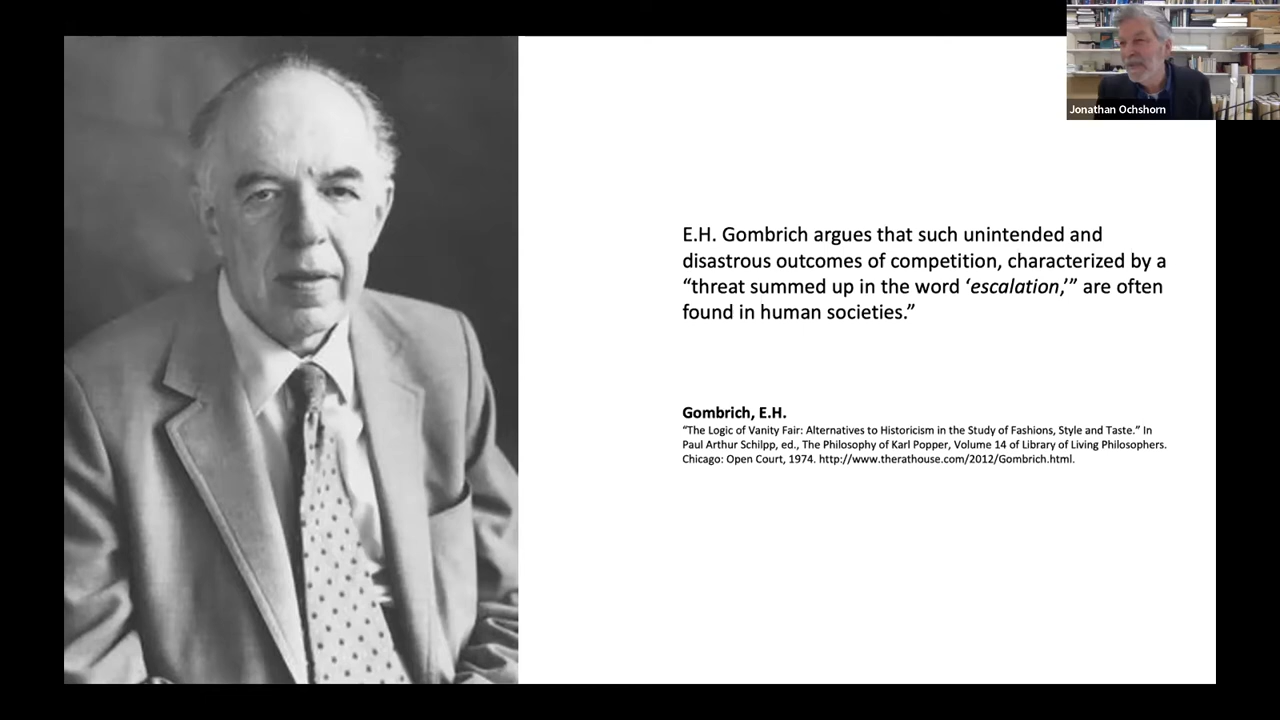 Jonathan Ochshorn
E.H. Gombrich argues that such unintended and
disastrous outcomes of competition, characterized by a
“threat summed up in the word ‘escalation,’” are often
found in human societies.”
Gombrich, E.H.
“The Logic of Vanity Fair: Alternatives to Historicism in the Study of Fashions, Style and Taste.” In
Paul Arthur Schilpp, ed., The Philosophy of Karl Popper, Volume 14 of Library of Living Philosophers.
Chicago: Open Court, 1974. http://www.therathouse.com/2012/Gombrich.html.